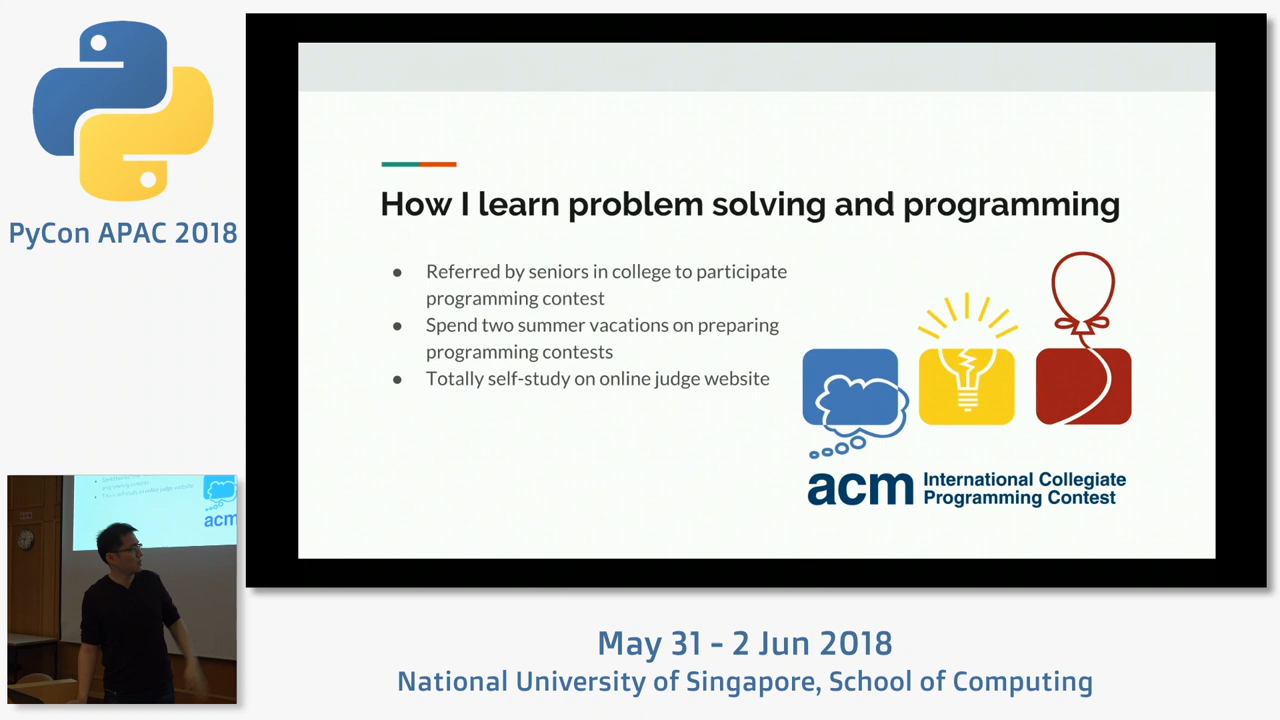 PyCon APAC 2018
How I learn problem solving and programming
● Referred by seniors in college to participate
programming contest
● Spend two summer vacations on preparing
programming contests
● Totally self-study on online judge website
acm International Collegiate
Programming Contest
acm
May 31 - 2 Jun 2018
National University of Singapore, School of Computing